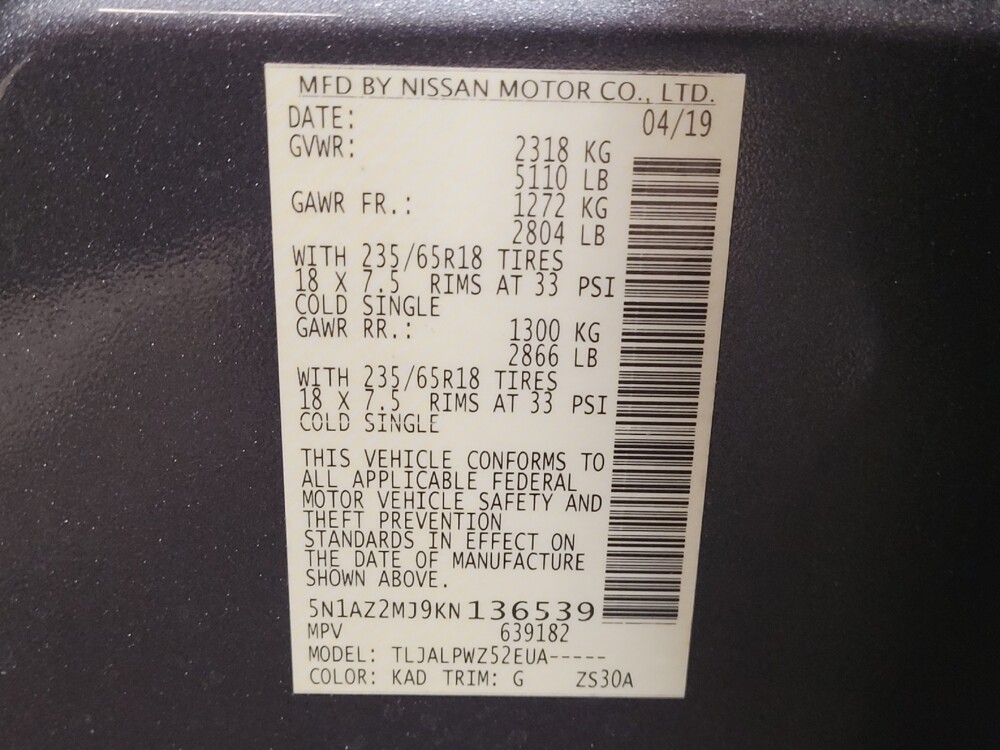 MFD BY NISSAN MOTOR CO., LTD.
DATE: 04/19
GVWR: 2318 KG
5110 LB
GAWR FR.: 1272 KG
2804 LB
WITH 235/65R18 TIRES
18 X 7.5 RIMS AT 33 PSI
COLD SINGLE
GAWR RR.: 1300 KG
2866 LB
WITH 235/65R18 TIRES
18 X 7.5 RIMS AT 33 PSI
COLD SINGLE
THIS VEHICLE CONFORMS TO
ALL APPLICABLE FEDERAL
MOTOR VEHICLE SAFETY AND
THEFT PREVENTION
STANDARDS IN EFFECT ON
THE DATE OF MANUFACTURE
SHOWN ABOVE.
5N1AZ2MJ9KN136539
MPV 639182
MODEL: TLJALPWZ52EUA-----
COLOR: KAD TRIM: G ZS30A